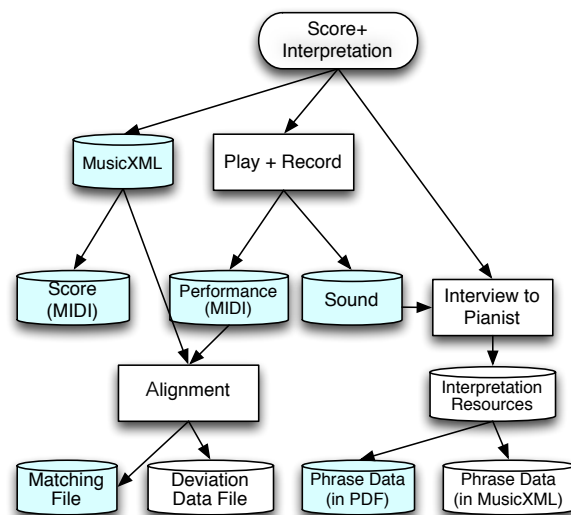 Score+
Interpretation
MusicXML
Play + Record
Score
(MIDI)
Performance
(MIDI)
Sound
Interview to
Pianist
Alignment
Interpretation
Resources
Matching
File
Deviation
Data File
Phrase Data
(in PDF)
Phrase Data
(in MusicXML)